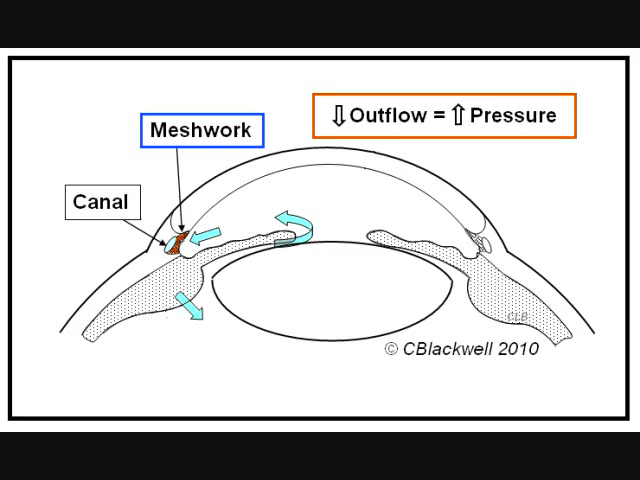 ⇩Outflow = ⇧Pressure
Meshwork
Canal
CLB
© CBlackwell 2010